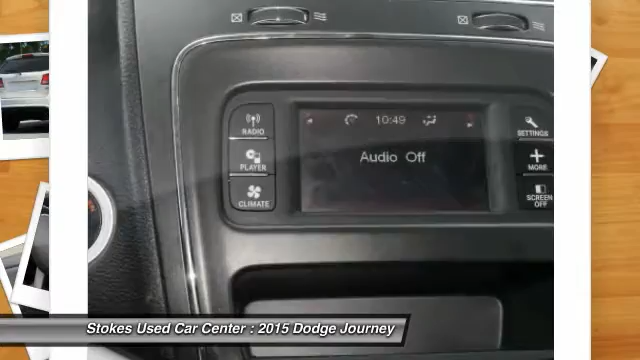 10:49
Audio Off
RADIO
PLAYER
CLIMATE
SETTINGS
MORE
SCREEN
OFF
Stokes Used Car Center : 2015 Dodge Journey